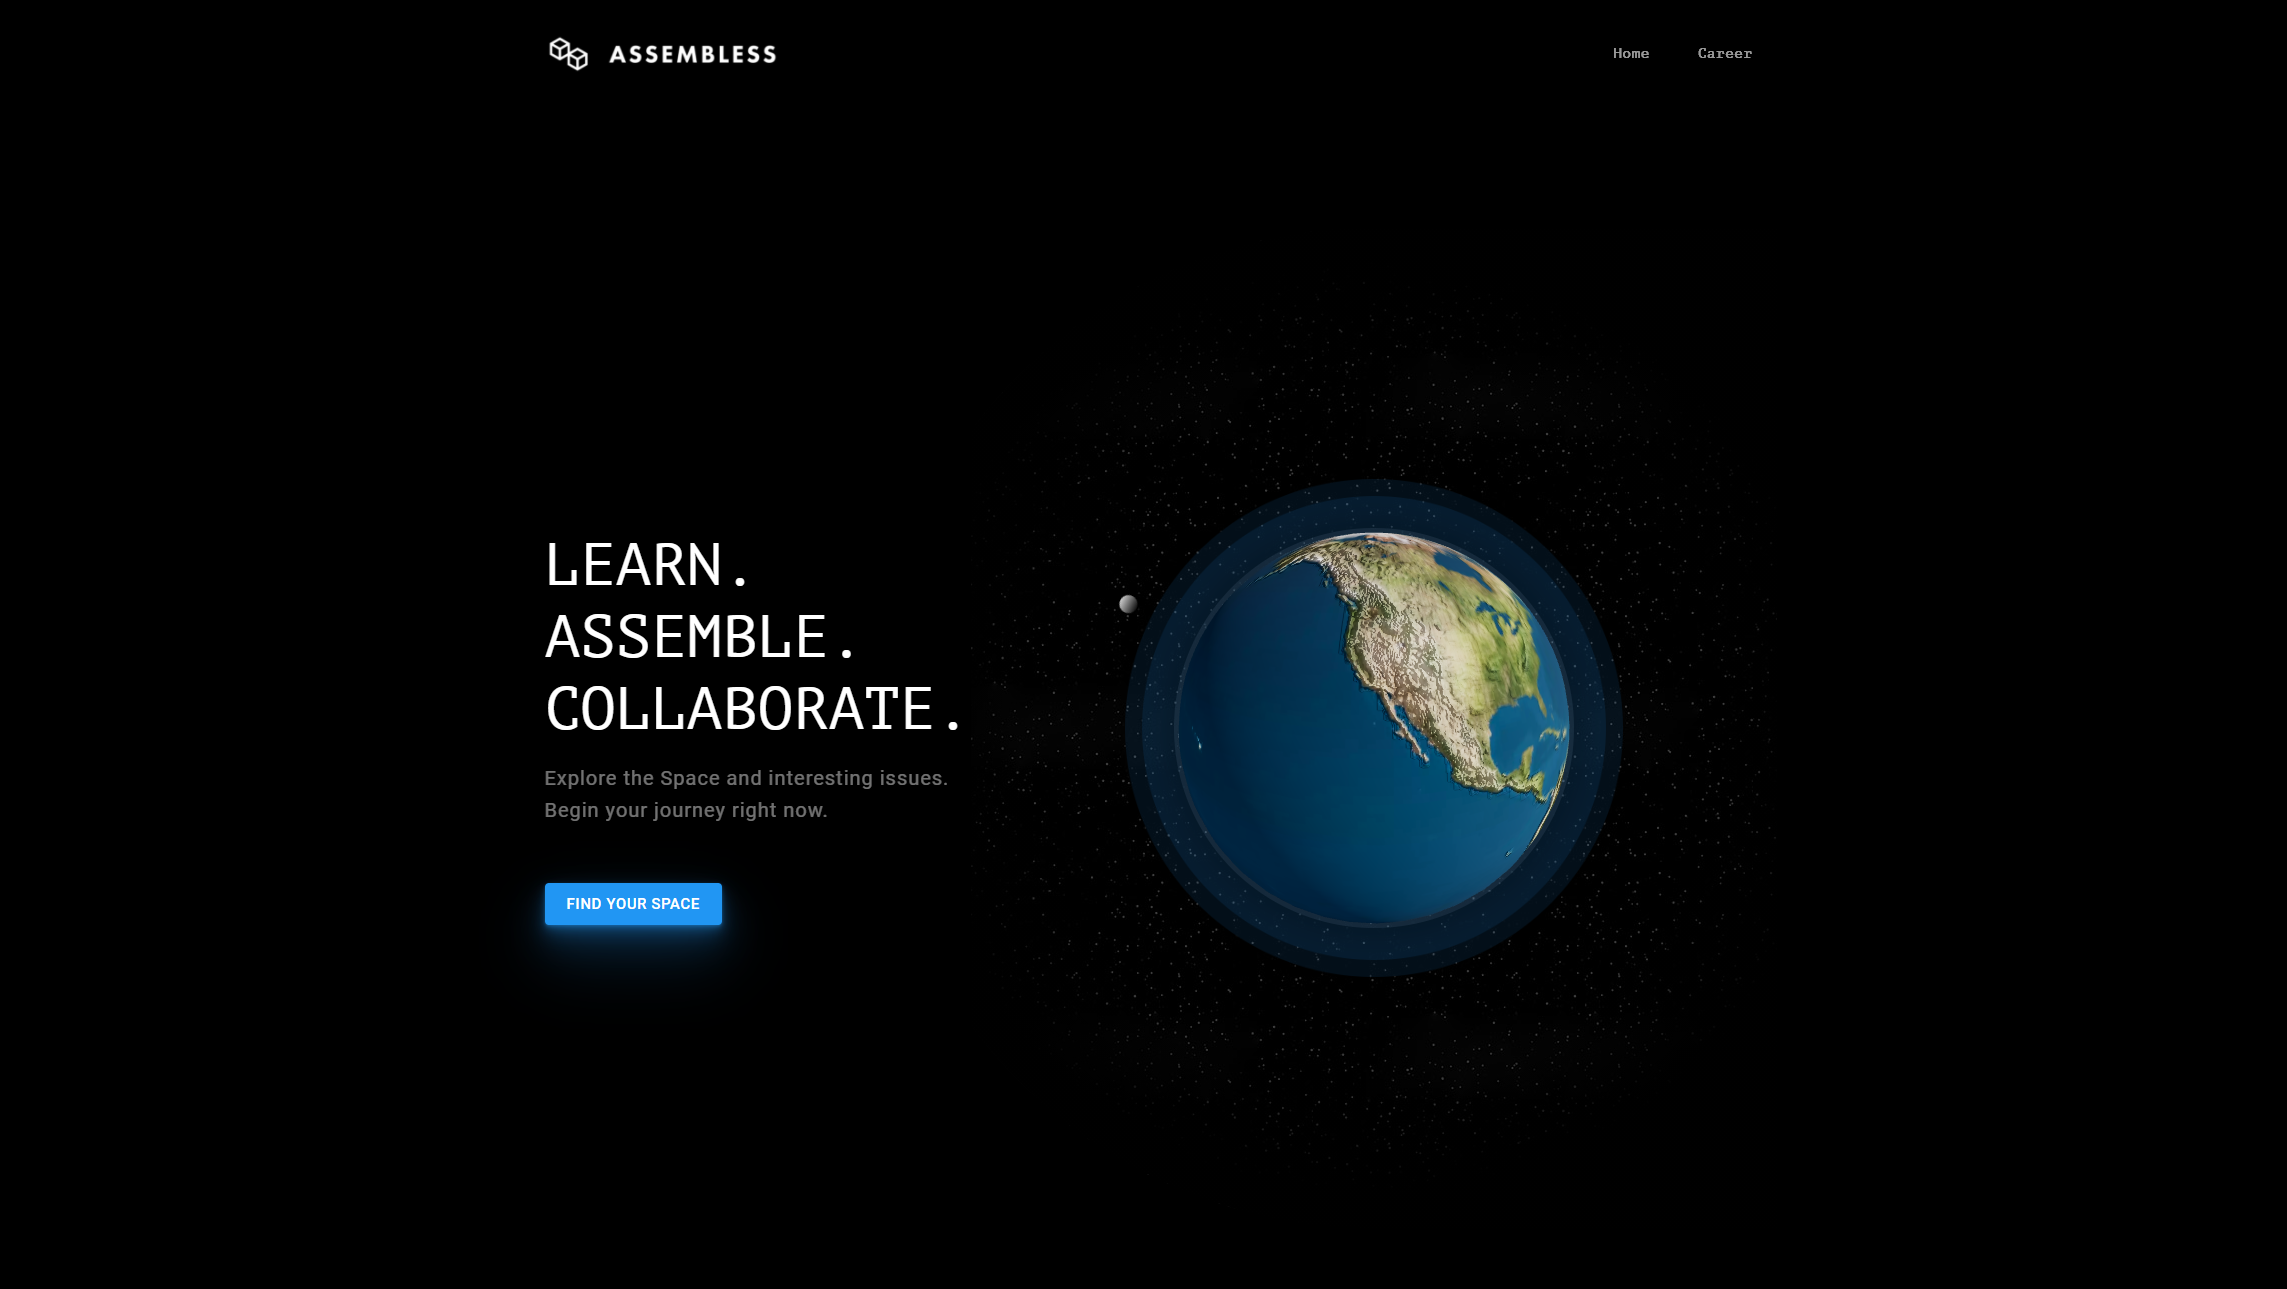 ASSEMBLESS
Home
Career
LEARN.
ASSEMBLE.
COLLABORATE.
Explore the Space and interesting issues.
Begin your journey right now.
FIND YOUR SPACE